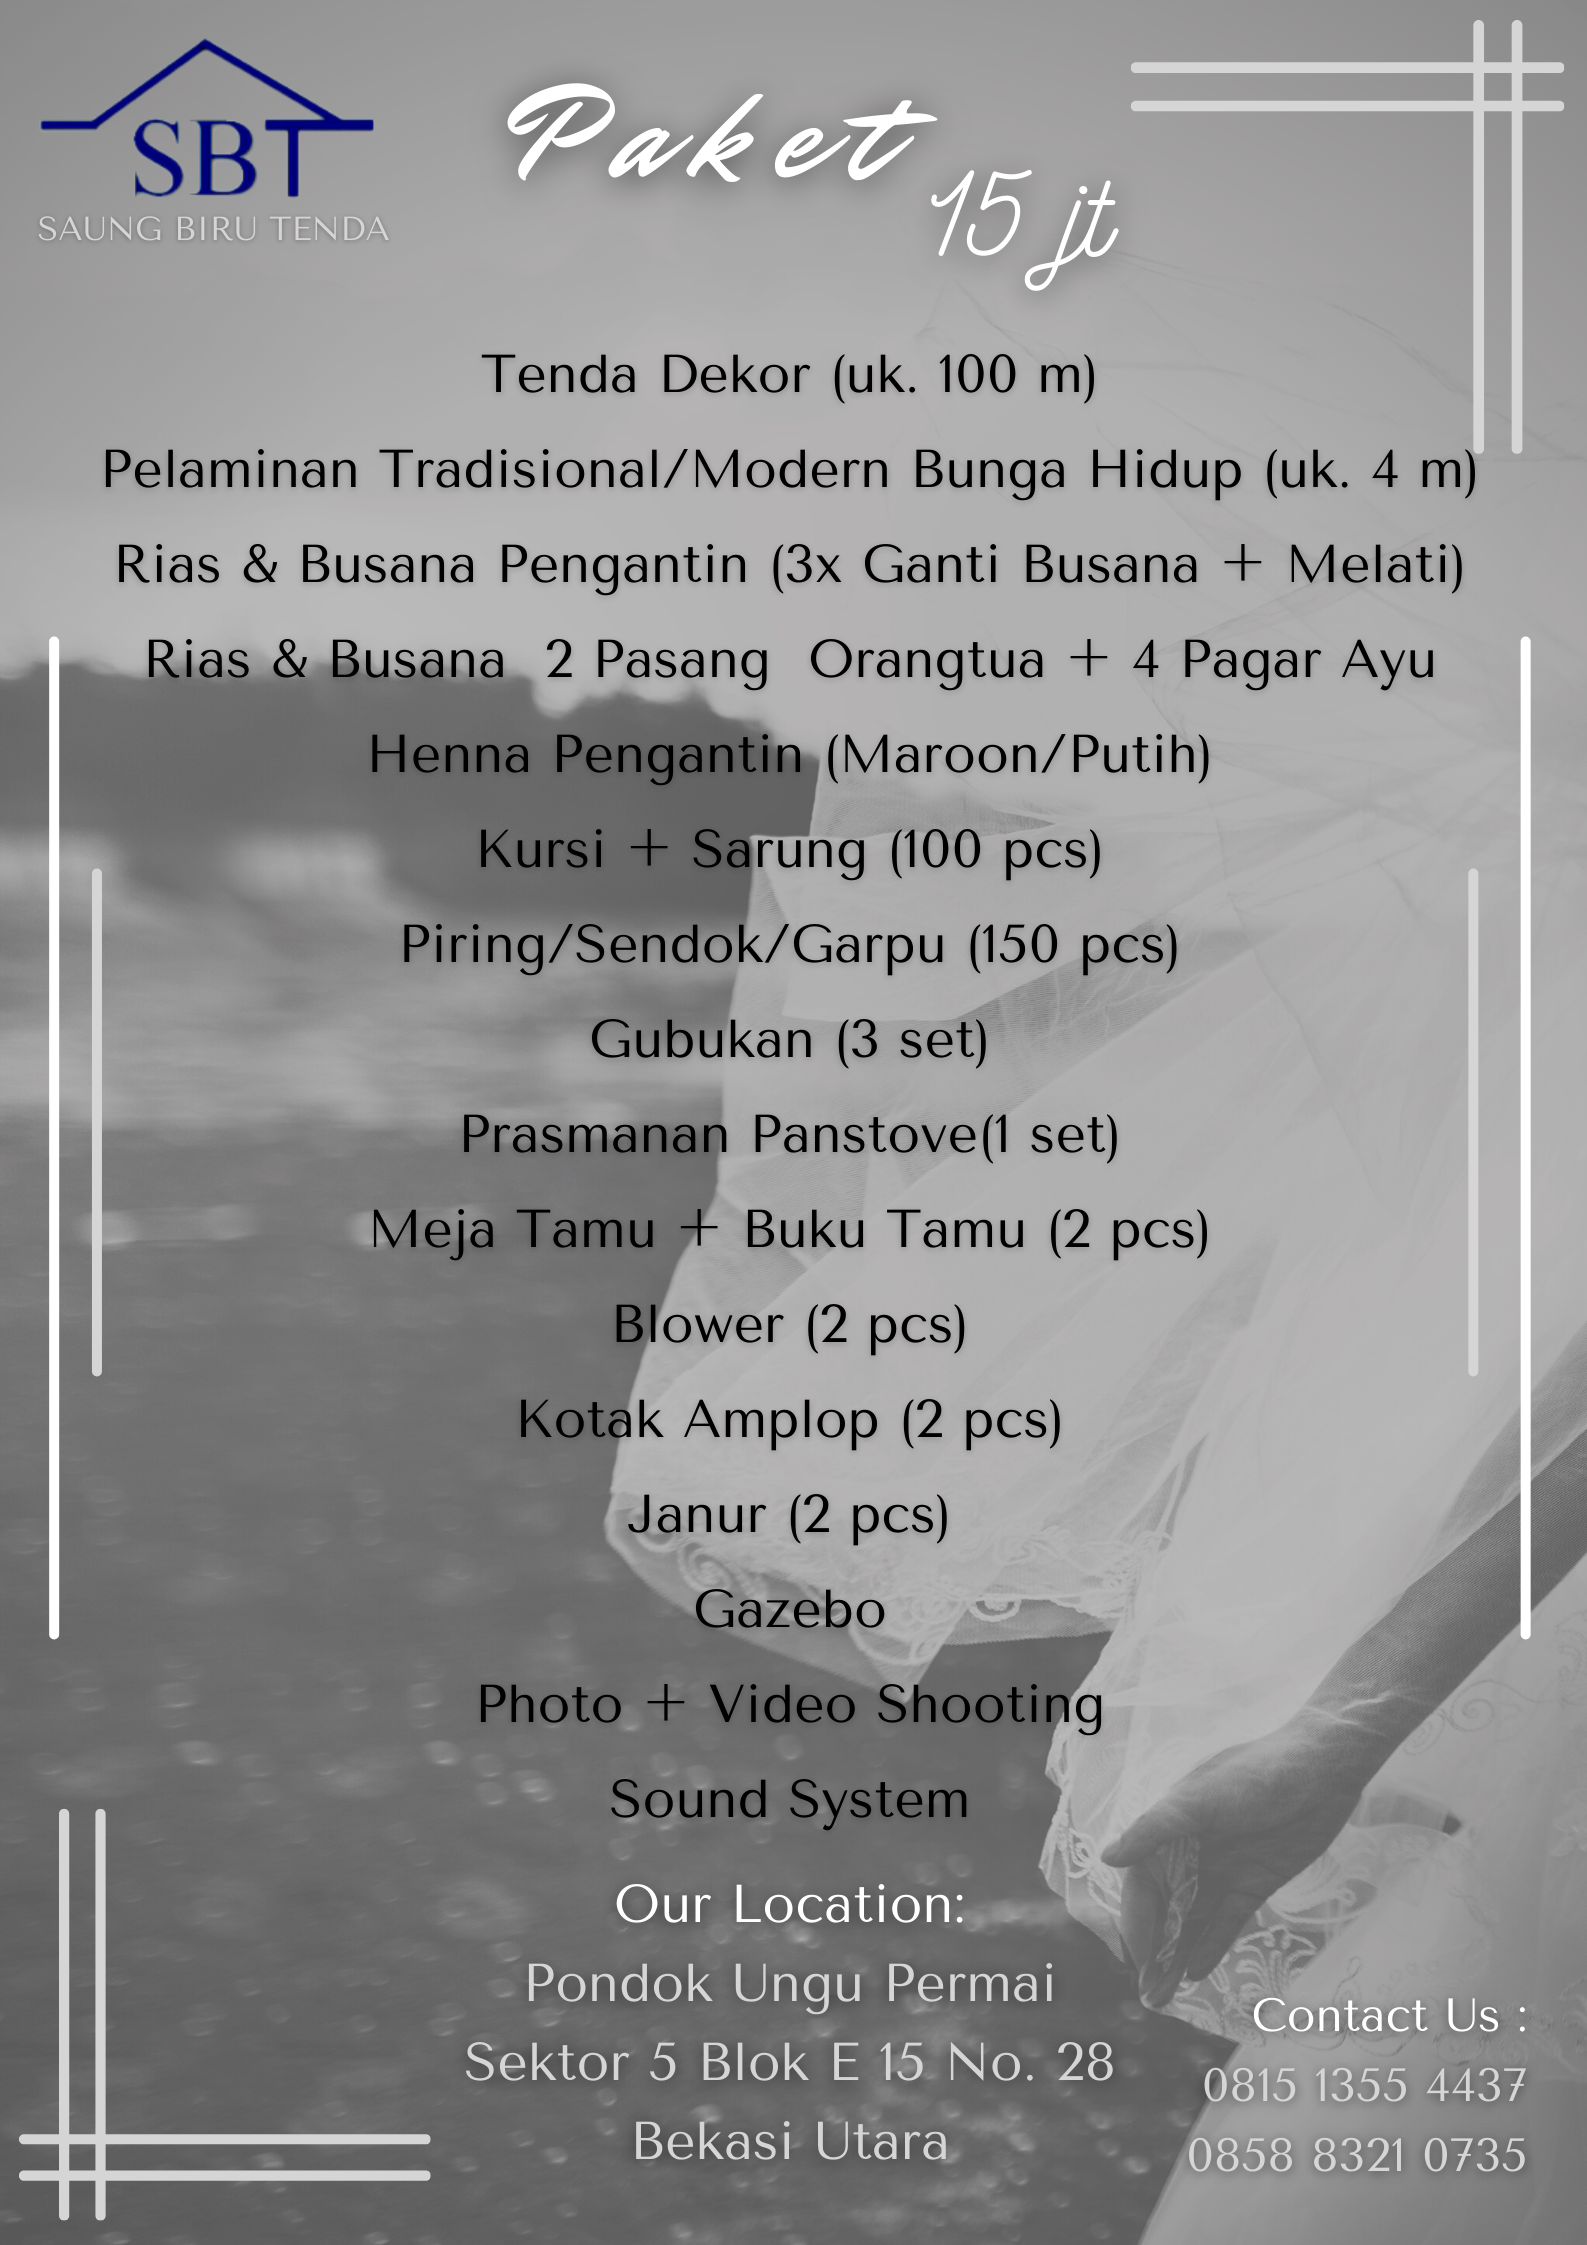 SBT
SAUNG BIRU TENDA
Paket
15 jt
Tenda Dekor (uk. 100 m)
Pelaminan Tradisional/Modern Bunga Hidup (uk. 4 m)
Rias & Busana Pengantin (3x Ganti Busana + Melati)
Rias & Busana 2 Pasang Orangtua + 4 Pagar Ayu
Henna Pengantin (Maroon/Putih)
Kursi + Sarung (100 pcs)
Piring/Sendok/Garpu (150 pcs)
Gubukan (3 set)
Prasmanan Panstove(1 set)
Meja Tamu + Buku Tamu (2 pcs)
Blower (2 pcs)
Kotak Amplop (2 pcs)
Janur (2 pcs)
Gazebo
Photo + Video Shooting
Sound System
Our Location:
Pondok Ungu Permai
Sektor 5 Blok E 15 No. 28
Bekasi Utara
Contact Us :
0815 1355 4437
0858 8321 0735